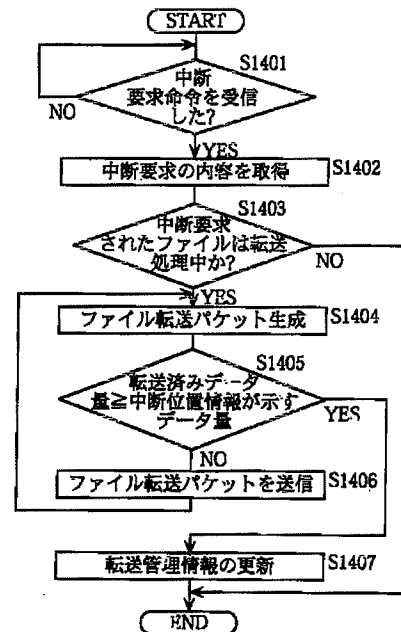 START
S1401
中断
要求命令を受信
した?
NO
YES
中断要求の内容を取得
S1402
S1403
中断要求
されたファイルは転送
処理中か?
NO
YES
ファイル転送パケット生成
S1404
S1405
転送済みデータ
量≧中断位置情報が示す
データ量
YES
NO
ファイル転送パケットを送信
S1406
転送管理情報の更新
S1407
END